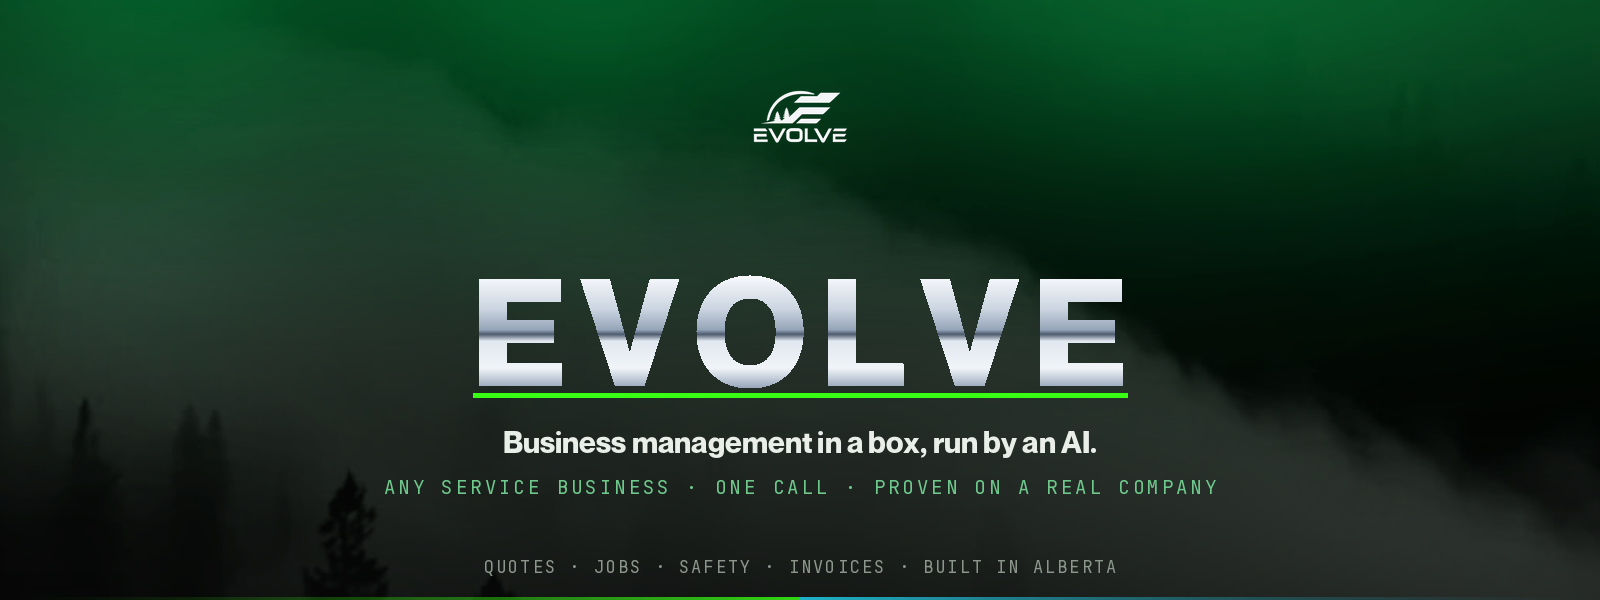 EVOLVE
EVOLVE
Business management in a box, run by an AI.
ANY SERVICE BUSINESS · ONE CALL · PROVEN ON A REAL COMPANY
QUOTES · JOBS · SAFETY · INVOICES · BUILT IN ALBERTA